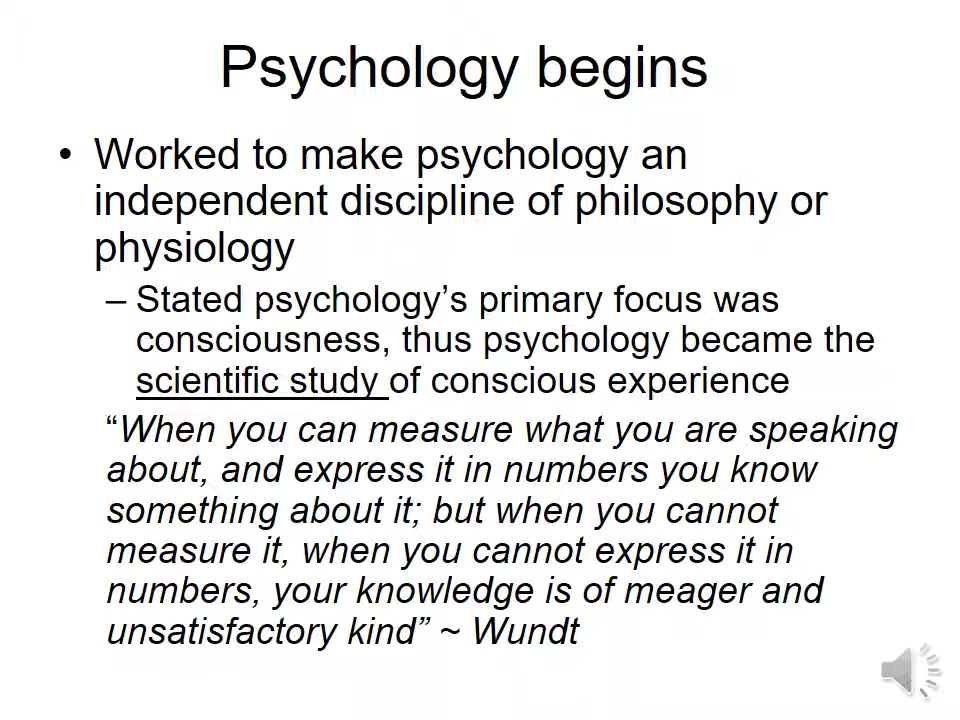 Psychology begins
• Worked to make psychology an
independent discipline of philosophy or
physiology
– Stated psychology’s primary focus was
consciousness, thus psychology became the
scientific study of conscious experience
“When you can measure what you are speaking
about, and express it in numbers you know
something about it; but when you cannot
measure it, when you cannot express it in
numbers, your knowledge is of meager and
unsatisfactory kind” ~ Wundt